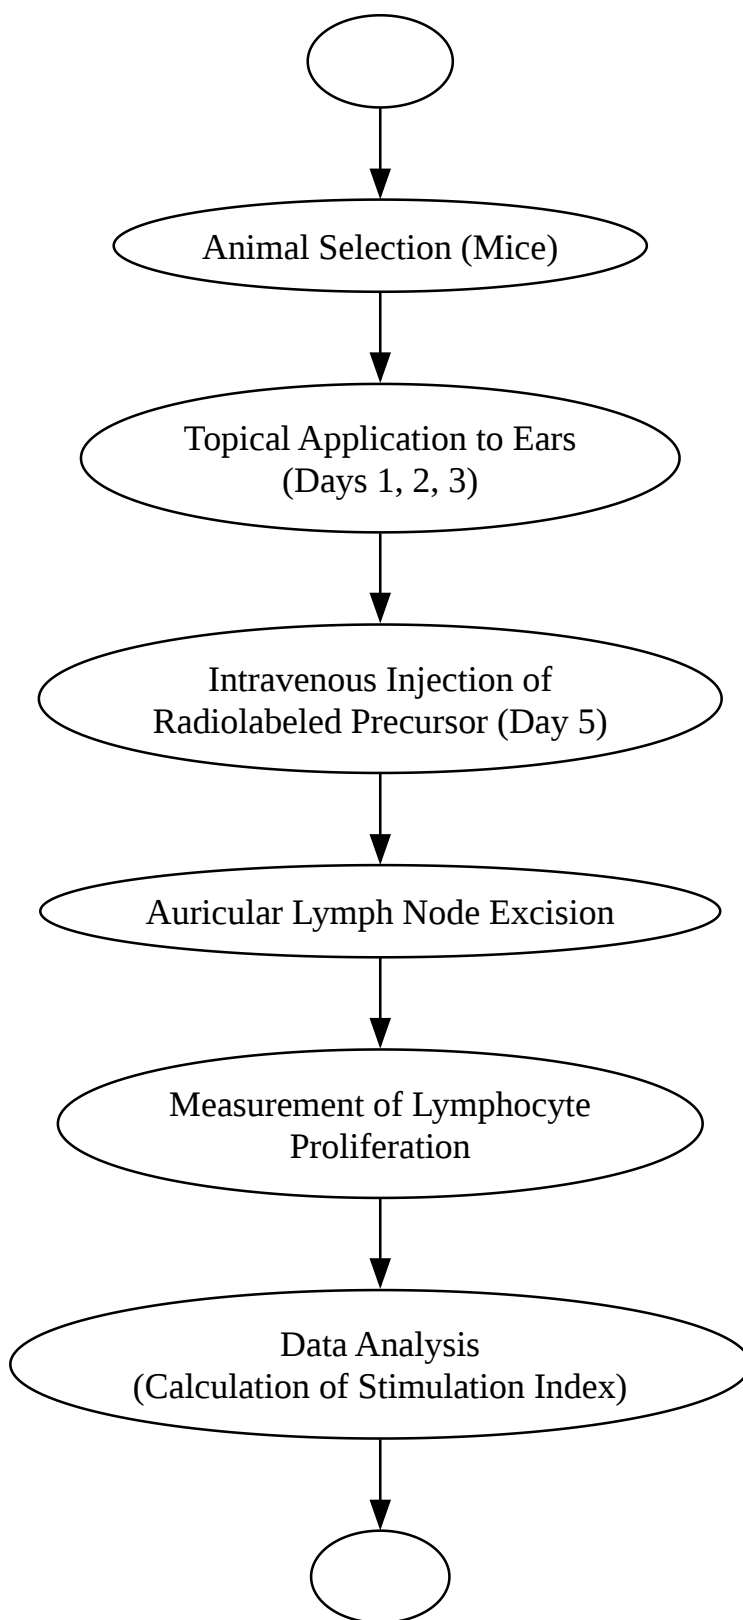 Animal Selection (Mice)
Topical Application to Ears
(Days 1, 2, 3)
Intravenous Injection of
Radiolabeled Precursor (Day 5)
Auricular Lymph Node Excision
Measurement of Lymphocyte
Proliferation
Data Analysis
(Calculation of Stimulation Index)